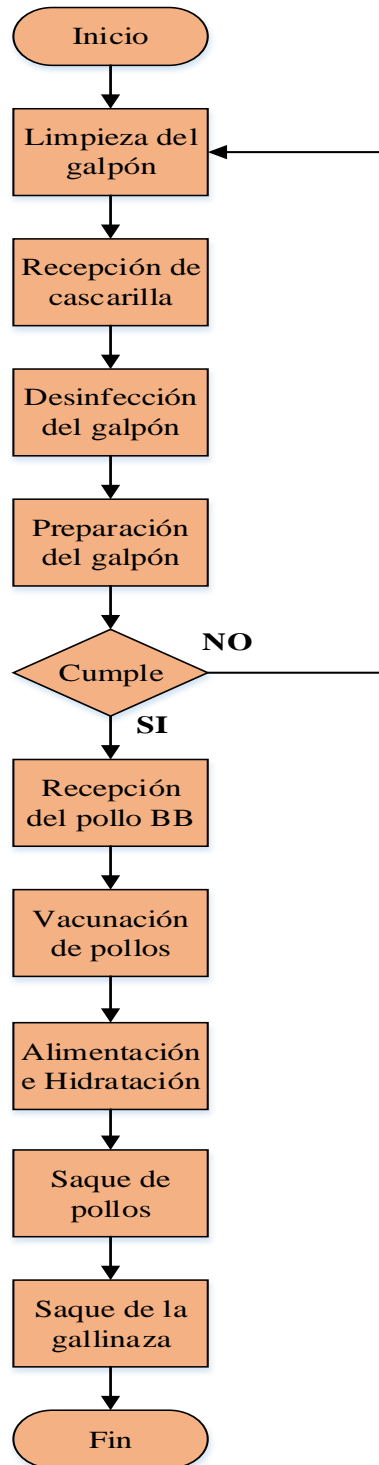 Inicio
Limpieza del
galpón
Recepción de
cascarilla
Desinfección
del galpón
Preparación
del galpón
Cumple
NO
SI
Recepción
del pollo BB
Vacunación
de pollos
Alimentación
e Hidratación
Saque de
pollos
Saque de la
gallinaza
Fin